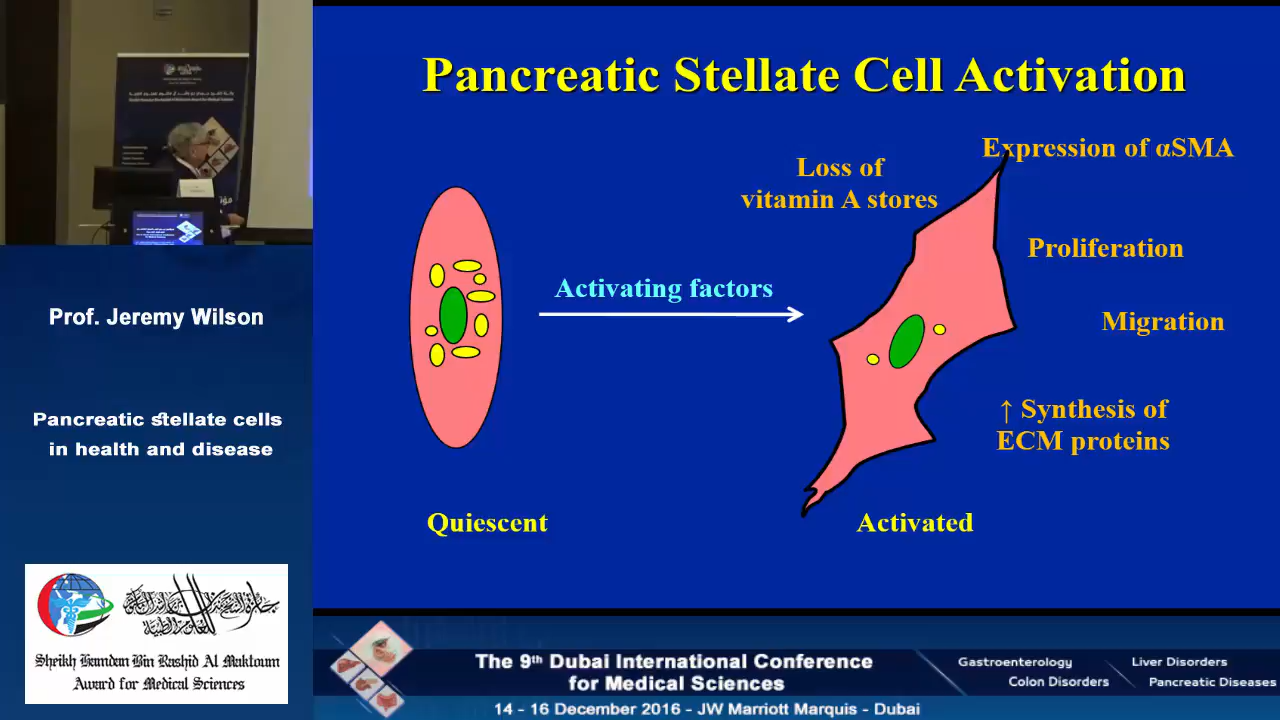 Pancreatic Stellate Cell Activation
Loss of
vitamin A stores
Expression of αSMA
Proliferation
Activating factors
Migration
↑ Synthesis of
ECM proteins
Quiescent
Activated
Prof. Jeremy Wilson
Pancreatic stellate cells
in health and disease
Sheikh Hamdan Bin Rashid Al Maktoum
Award for Medical Sciences
The 9th Dubai International Conference
for Medical Sciences
Gastroenterology
Liver Disorders
Colon Disorders
Pancreatic Diseases
14 - 16 December 2016 - JW Marriott Marquis - Dubai